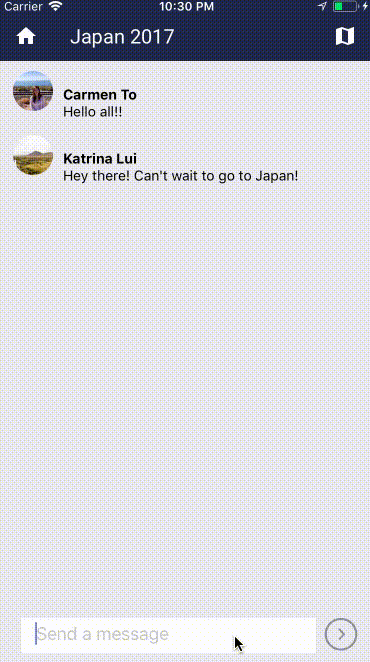 Carrier 10:30 PM
Japan 2017
Carmen To
Hello all!!
Katrina Lui
Hey there! Can't wait to go to Japan!
Send a message